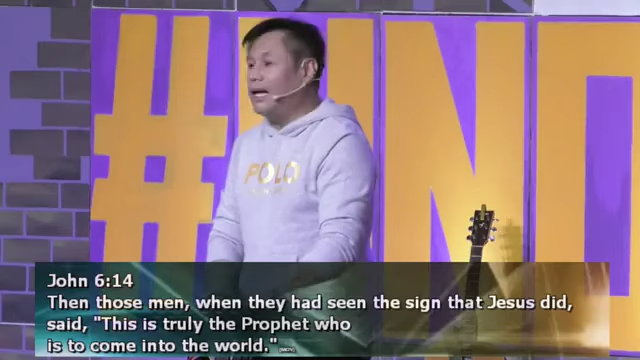 #UND
POLO
John 6:14
Then those men, when they had seen the sign that Jesus did,
said, "This is truly the Prophet who
is to come into the world."